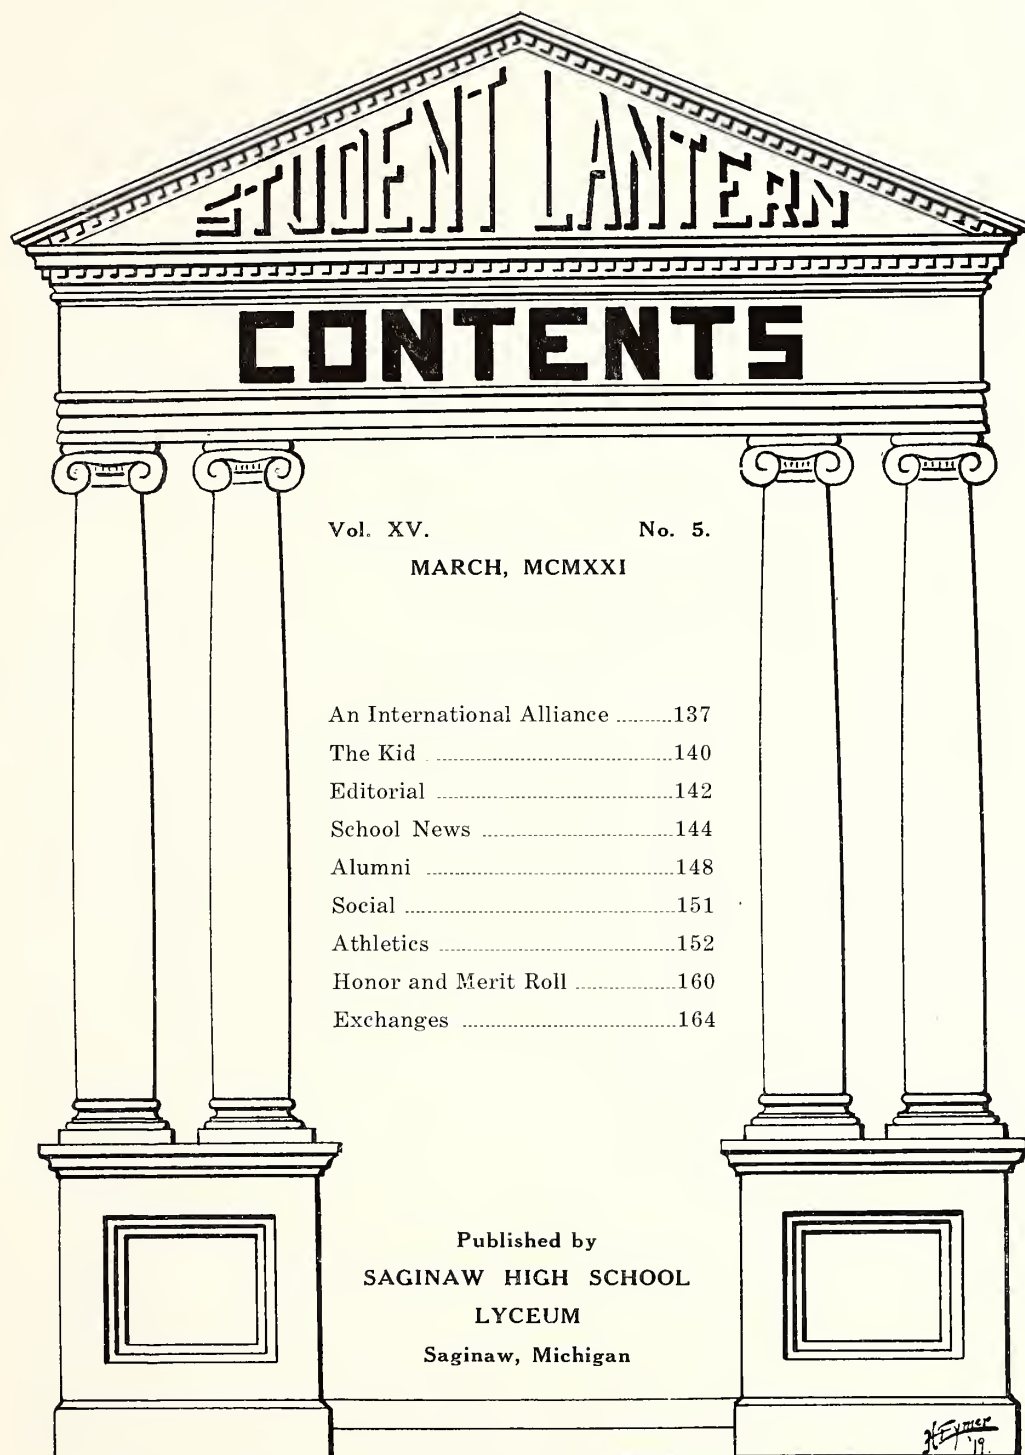 STUDENT LANTERN
CONTENTS
Vol. XV. No. 5.
MARCH, MCMXXI
An International Alliance .........137
The Kid ..........................................140
Editorial ..........................................142
School News ..................................144
Alumni ............................................148
Social ................................................151
Athletics ..........................................152
Honor and Merit Roll ..................160
Exchanges ......................................164
Published by
SAGINAW HIGH SCHOOL
LYCEUM
Saginaw, Michigan
H Eymer
'19.